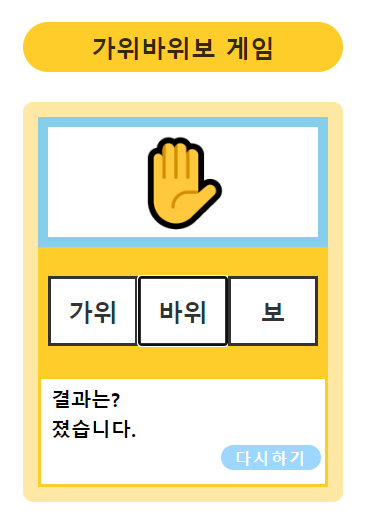 가위바위보 게임
가위 바위 보
결과는?
졌습니다.
다시하기